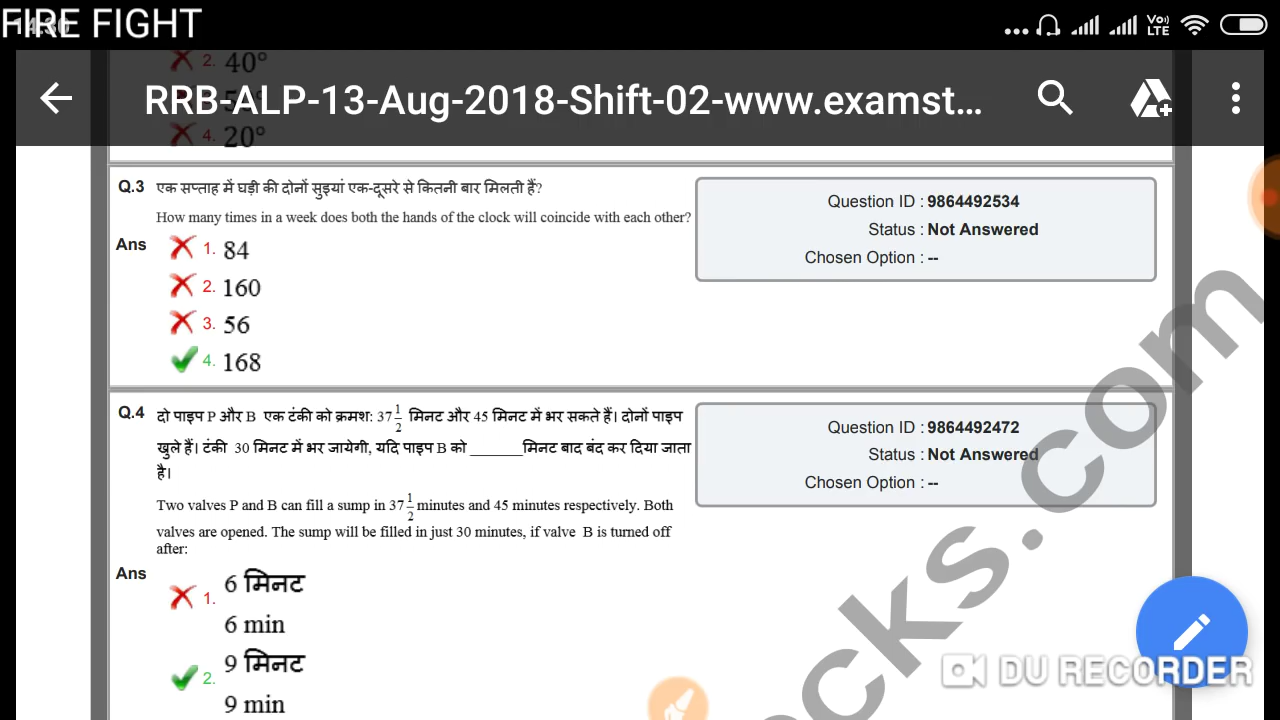 FIRE FIGHT
Vo)) LTE
2. 40°
RRB-ALP-13-Aug-2018-Shift-02-www.examst...
4. 20°
Q.3 एक सप्ताह में घड़ी की दोनों सुइयां एक-दूसरे से कितनी बार मिलती हैं?
How many times in a week does both the hands of the clock will coincide with each other?
Question ID : 9864492534
Status : Not Answered
Chosen Option : --
Ans
1. 84
2. 160
3. 56
4. 168
Q.4 दो पाइप P और B एक टंकी को क्रमश: 37 1/2 मिनट और 45 मिनट में भर सकते हैं। दोनों पाइप
खुले हैं। टंकी 30 मिनट में भर जायेगी, यदि पाइप B को _______मिनट बाद बंद कर दिया जाता
है।
Two valves P and B can fill a sump in 37 1/2 minutes and 45 minutes respectively. Both
valves are opened. The sump will be filled in just 30 minutes, if valve B is turned off
after:
Question ID : 9864492472
Status : Not Answered
Chosen Option : --
Ans
1. 6 मिनट
6 min
2. 9 मिनट
9 min
cks.com
DU RECORDER